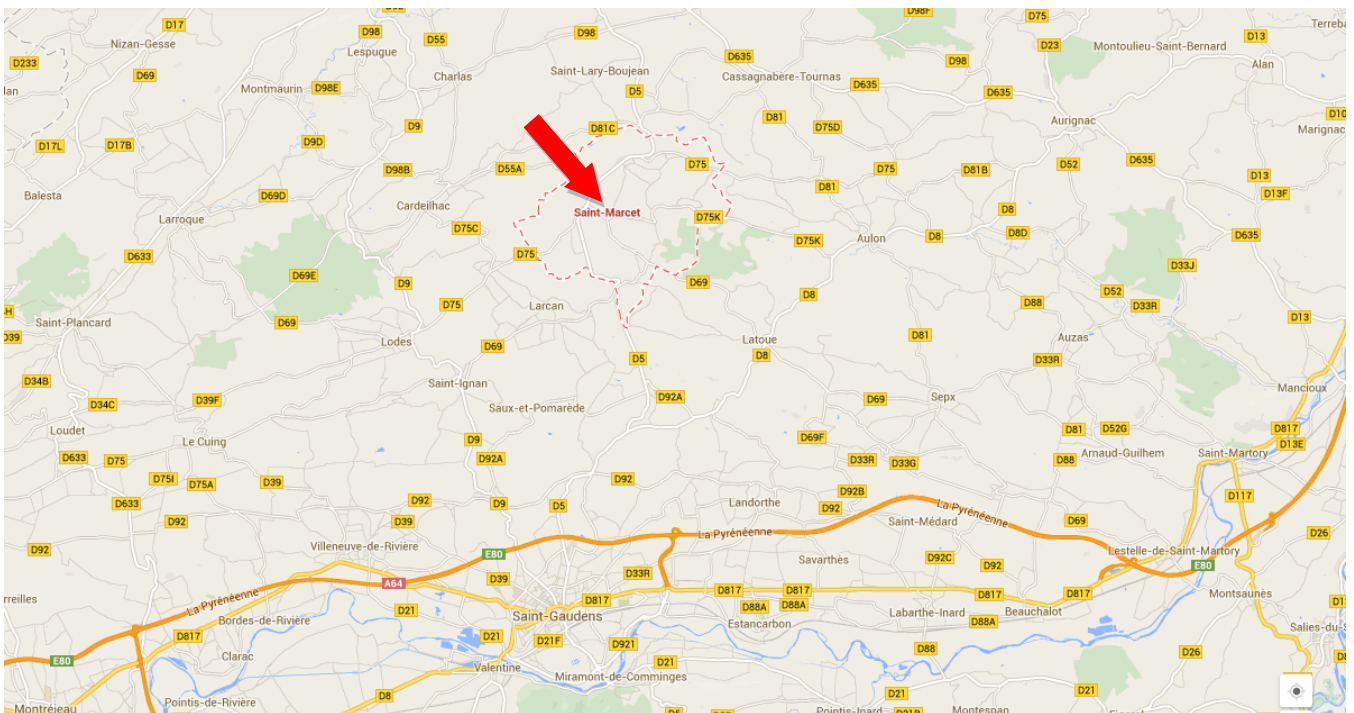 D17
D98
D55
D98
D98F
D75
Terreb
Nizan-Gesse
Lespugue
D635
D23
Montoulieu-Saint-Bernard
D13
D233
D69
Charlas
Saint-Lary-Boujean
Cassagnabère-Tournas
D98
Alan
lan
Montmaurin
D98E
D5
D635
D635
D10
D9
D81C
D81
D75D
Aurignac
Marignac
D17L
D17B
D9D
D98B
D55A
D75
D75
D81B
D52
D635
D13
D13F
Balesta
D69D
Cardeilhac
D81
D8
Larroque
Saint-Marcet
D75K
D75C
D75K
Aulon
D8
D8D
D635
D633
D75
D33J
D69E
D9
D69
D8
D52
D33R
D75
Larcan
D88
D13
Saint-Plancard
D69
D39
Lodes
D69
Latoue
D81
Auzas
D5
D8
D33R
D34B
Saint-Ignan
Mancioux
D34C
D39F
Saux-et-Pomarède
D92A
D69
Sepx
Loudet
Le Cuing
D9
D69F
D81
D52G
D817
D13E
D633
D75
D92A
D33R
D33G
D88
Arnaud-Guilhem
Saint-Martory
D75I
D75A
D39
D92
D633
D92
D9
D5
Landorthe
D92B
D92
D117
D92
D39
La Pyrénéenne
La Pyrénéenne
Saint-Médard
D69
D26
D92
Villeneuve-de-Rivière
E80
Savarthès
D92C
D92
Lestelle-de-Saint-Martory
E80
A64
D39
D33R
La Pyrénéenne
D817
D817
D817
D817
D817
Montsaunès
rreilles
D21
Saint-Gaudens
D88A
D88A
Labarthe-Inard
Beauchalot
Bordes-de-Rivière
Estancarbon
D88A
D817
D21
D21F
D921
Salies-du-S
E80
Clarac
D21
D88
D26
Valentine
Miramont-de-Comminges
D8
D21
D21
Pointis-de-Rivière
Montréjeau
Pointis-Inard
Montespan